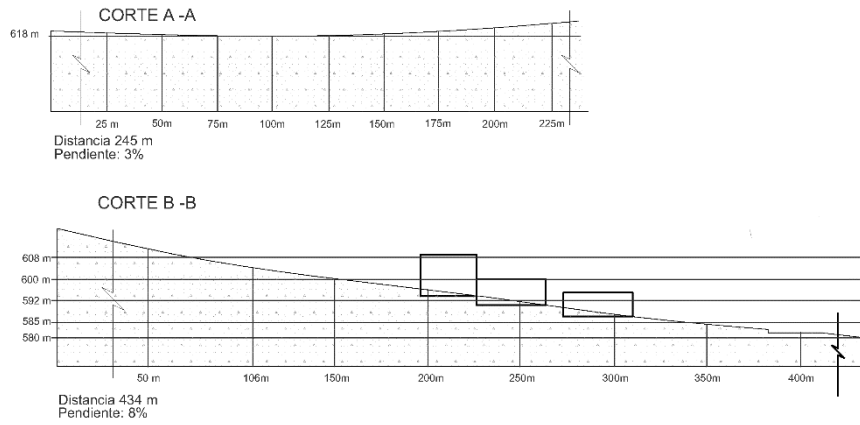 CORTE A -A
618 m
25 m 50m 75m 100m 125m 150m 175m 200m 225m
Distancia 245 m
Pendiente: 3%
CORTE B -B
608 m
600 m
592 m
585 m
580 m
50 m 106m 150m 200m 250m 300m 350m 400m
Distancia 434 m
Pendiente: 8%